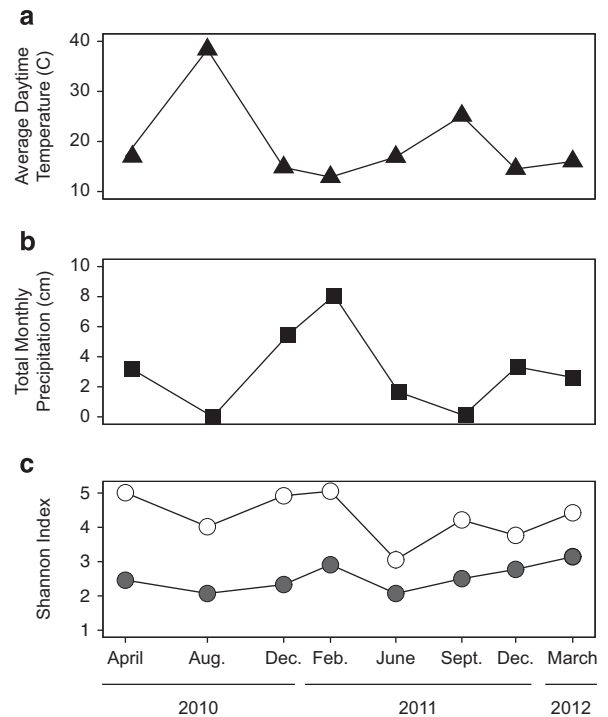 a
Average Daytime
Temperature (C)
40
30
20
10
b
Total Monthly
Precipitation (cm)
10
8
6
4
2
0
c
Shannon Index
5
4
3
2
1
April Aug. Dec. Feb. June Sept. Dec. March
2010 2011 2012